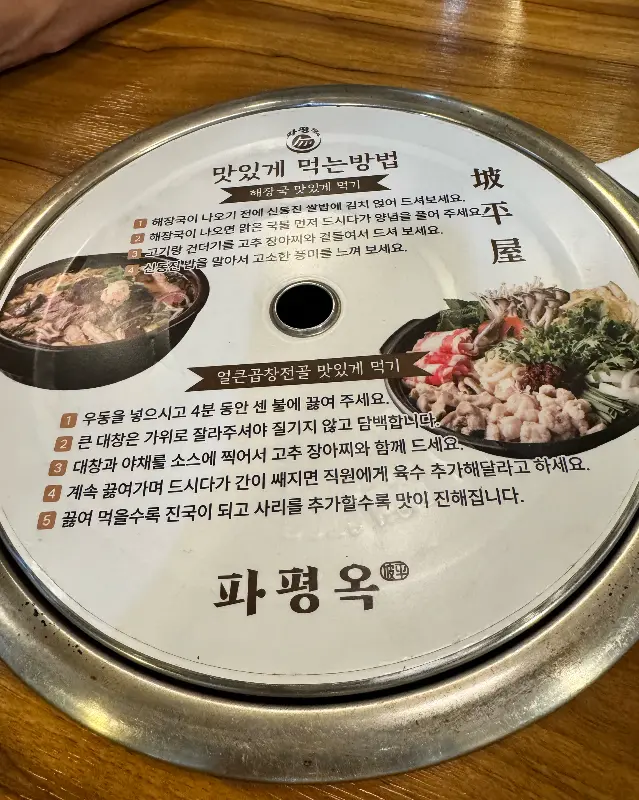 파평옥
맛있게 먹는방법
해장국 맛있게 먹기
1 해장국이 나오기 전에 신동진 쌀밥에 김치 얹어 드셔보세요.
2 해장국이 나오면 맑은 국물 먼저 드시다가 양념을 풀어 주세요.
3 고기랑 건더기를 고추 장아찌와 곁들여서 드셔 보세요.
4 신동진 밥을 말아서 고소한 풍미를 느껴 보세요.
坡平屋
얼큰곱창전골 맛있게 먹기
1 우동을 넣으시고 4분 동안 센 불에 끓여 주세요.
2 큰 대창은 가위로 잘라주셔야 질기지 않고 담백합니다.
3 대창과 야채를 소스에 찍어서 고추 장아찌와 함께 드세요.
4 계속 끓여가며 드시다가 간이 쌔지면 직원에게 육수 추가해달라고 하세요.
5 끓여 먹을수록 진국이 되고 사리를 추가할수록 맛이 진해집니다.
파평옥